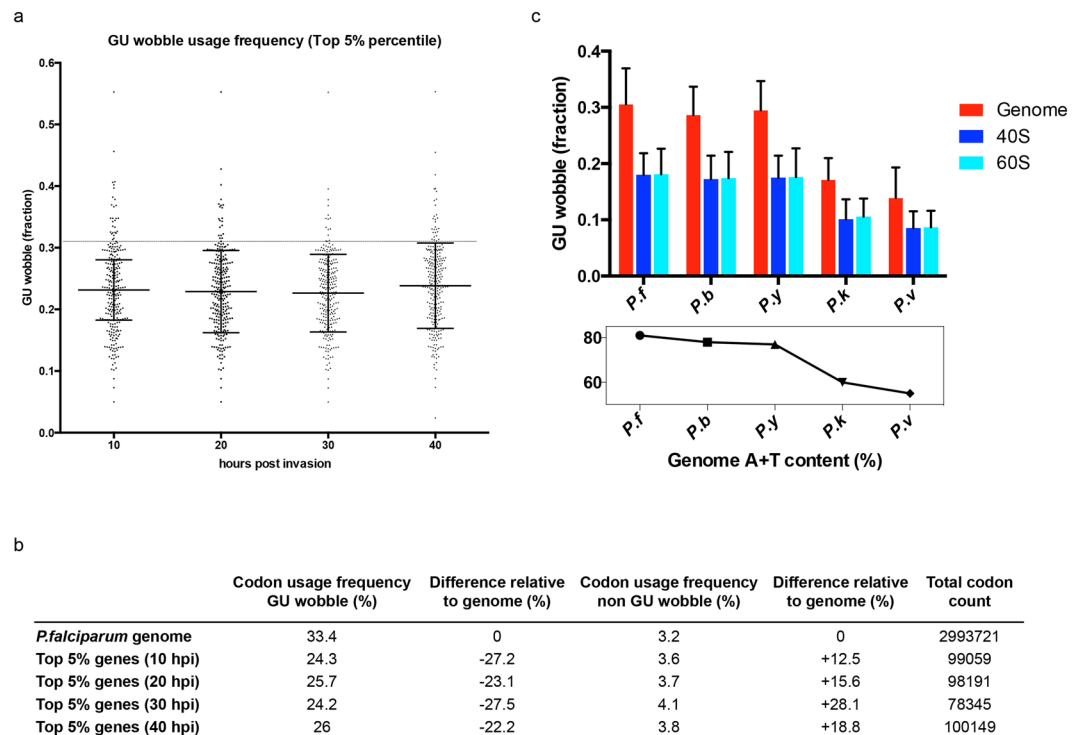 a
GU wobble usage frequency (Top 5% percentile)
GU wobble (fraction)
0.6
0.5
0.4
0.3
0.2
0.1
0.0
10 20 30 40
hours post invasion
c
GU wobble (fraction)
0.4
0.3
0.2
0.1
0.0
P.f P.b P.y P.k P.v
Genome
40S
60S
80
60
P.f P.b P.y P.k P.v
Genome A+T content (%)
b
Codon usage frequency GU wobble (%) Difference relative to genome (%) Codon usage frequency non GU wobble (%) Difference relative to genome (%) Total codon count
P.falciparum genome 33.4 0 3.2 0 2993721
Top 5% genes (10 hpi) 24.3 -27.2 3.6 +12.5 99059
Top 5% genes (20 hpi) 25.7 -23.1 3.7 +15.6 98191
Top 5% genes (30 hpi) 24.2 -27.5 4.1 +28.1 78345
Top 5% genes (40 hpi) 26 -22.2 3.8 +18.8 100149